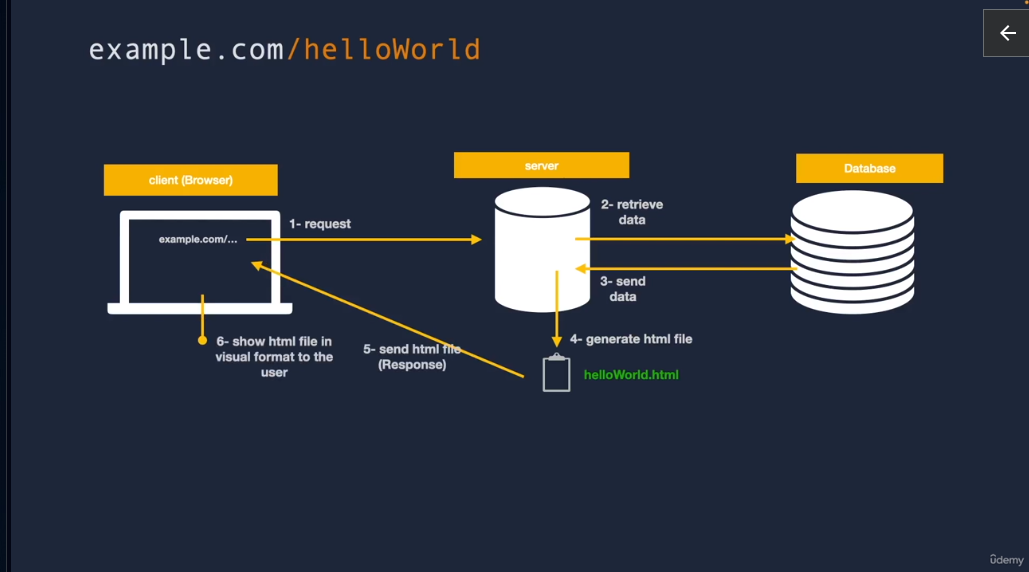 example.com/helloWorld
client (Browser)
server
Database
example.com/...
1- request
2- retrieve
data
3- send
data
4- generate html file
helloWorld.html
5- send html file
(Response)
6- show html file in
visual format to the
user
ûdemy